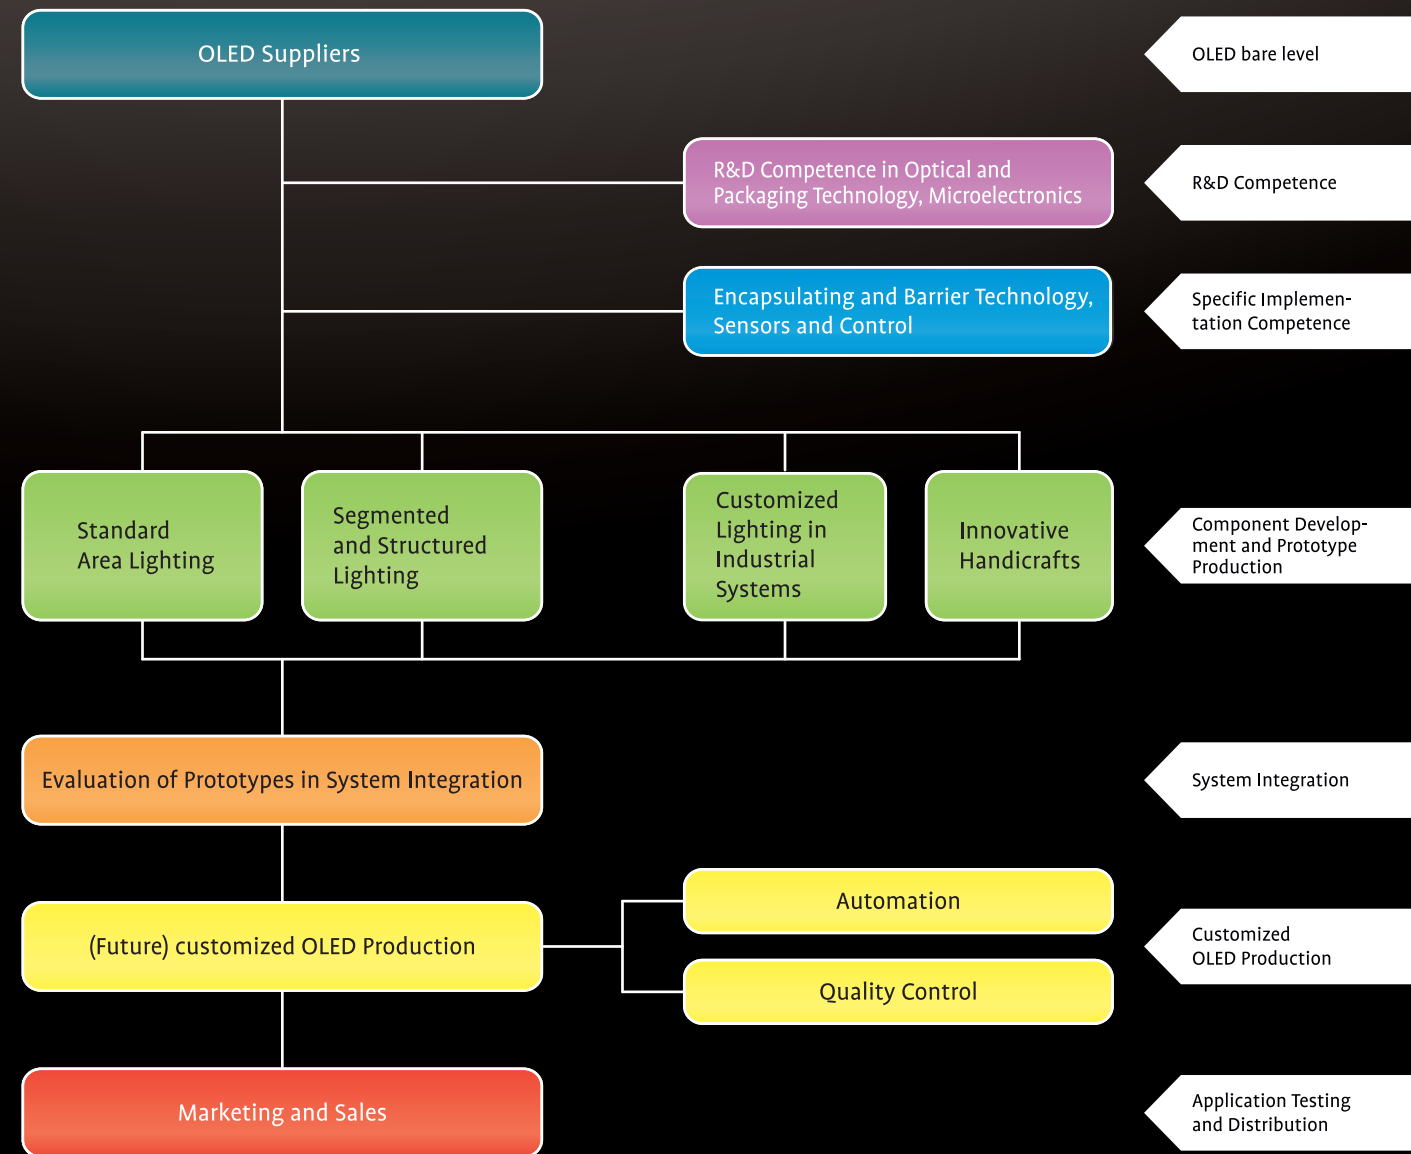 OLED Suppliers
OLED bare level
R&D Competence in Optical and
Packaging Technology, Microelectronics
R&D Competence
Encapsulating and Barrier Technology,
Sensors and Control
Specific Implemen-
tation Competence
Standard
Area Lighting
Segmented
and Structured
Lighting
Customized
Lighting in
Industrial
Systems
Innovative
Handicrafts
Component Develop-
ment and Prototype
Production
Evaluation of Prototypes in System Integration
System Integration
(Future) customized OLED Production
Automation
Quality Control
Customized
OLED Production
Marketing and Sales
Application Testing
and Distribution